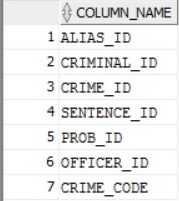 COLUMN_NAME
1 ALIAS_ID
2 CRIMINAL_ID
3 CRIME_ID
4 SENTENCE_ID
5 PROB_ID
6 OFFICER_ID
7 CRIME_CODE